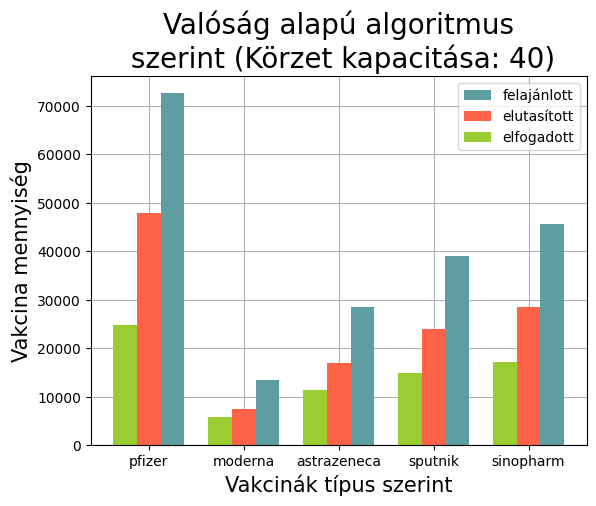 Valóság alapú algoritmus
szerint (Körzet kapacitása: 40)
felajánlott
elutasított
elfogadott
Vakcina mennyiség
70000
60000
50000
40000
30000
20000
10000
0
pfizer moderna astrazeneca sputnik sinopharm
Vakcinák típus szerint